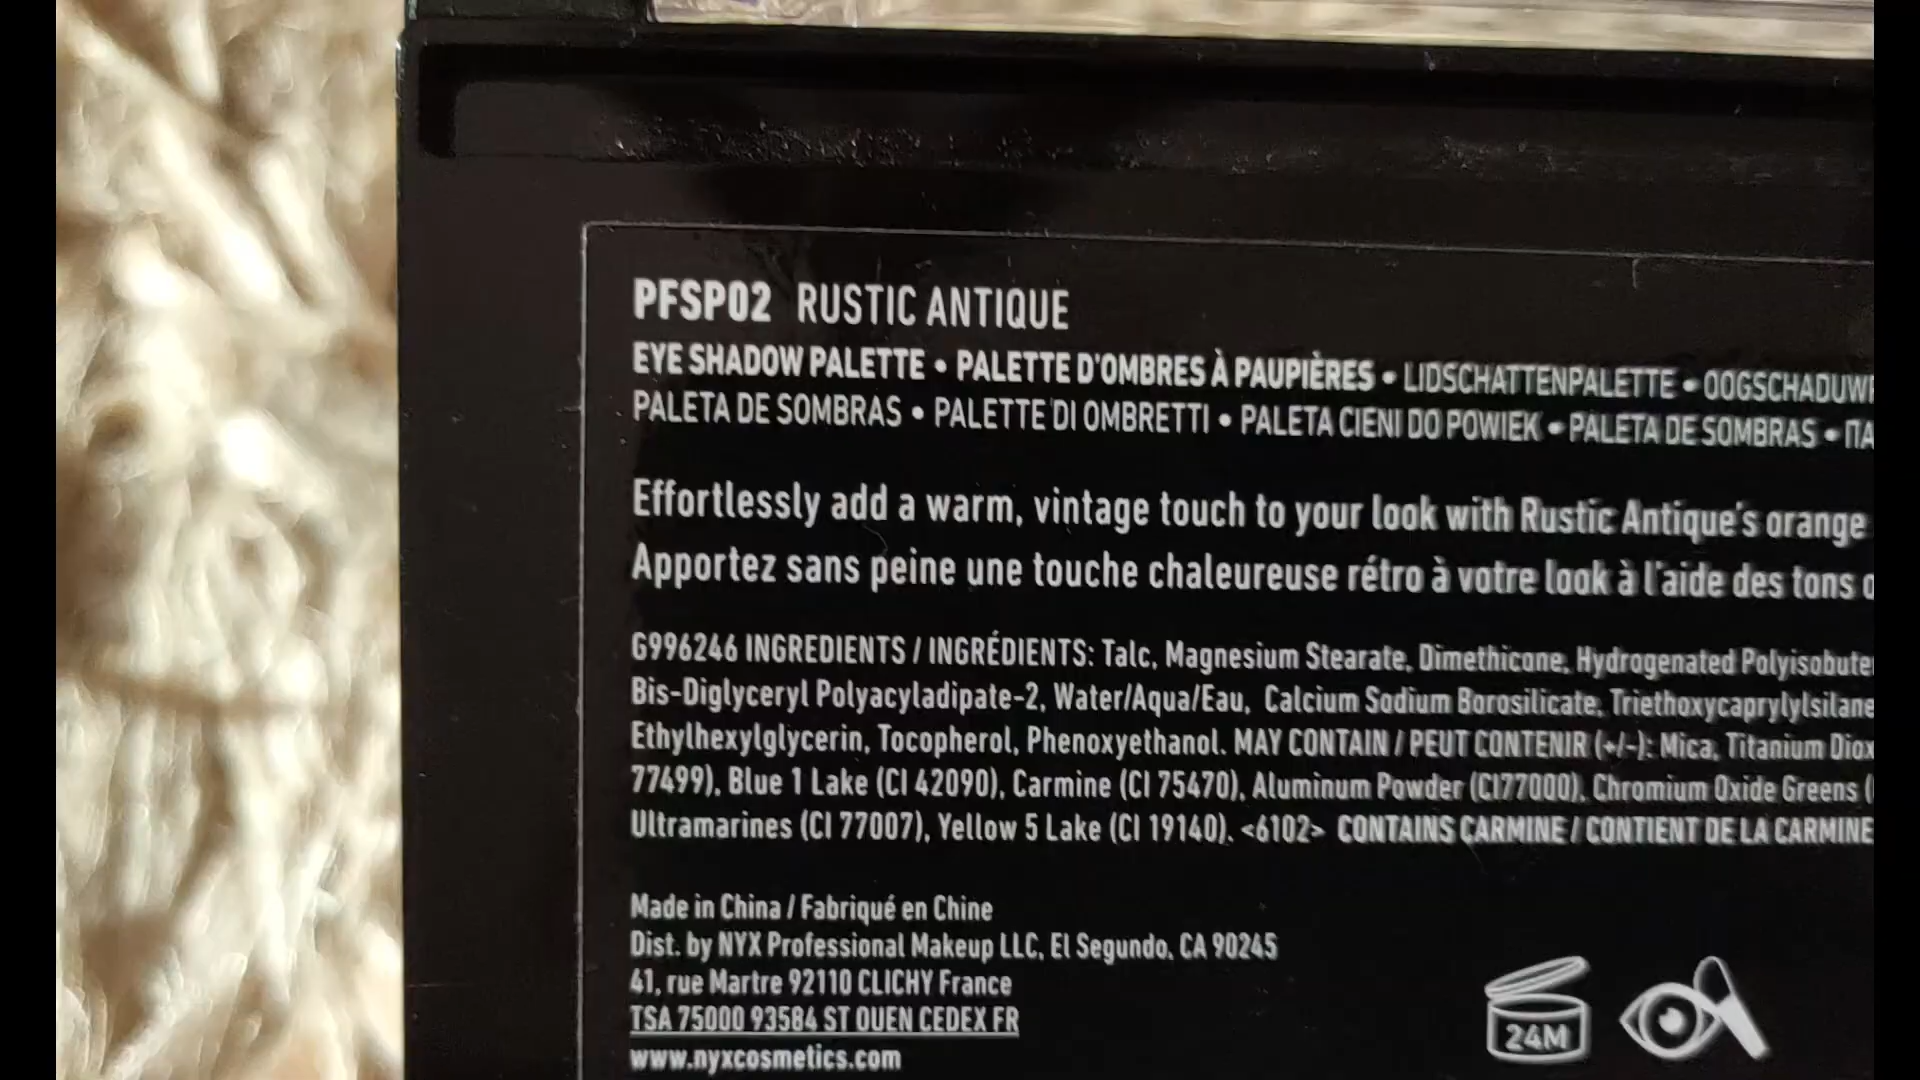 PFSP02 RUSTIC ANTIQUE
EYE SHADOW PALETTE • PALETTE D'OMBRES À PAUPIÈRES • LIDSCHATTENPALETTE •
PALETA DE SOMBRAS • PALETTE DI OMBRETTI • PALETA CIENI DO POWIEK • PALETA DE SOMBRAS •
Effortlessly add a warm, vintage touch to your look with Rustic Antique's orange
Apportez sans peine une touche chaleureuse rétro à votre look à l'aide des tons
G996246 INGREDIENTS / INGRÉDIENTS: Talc, Magnesium Stearate, Dimethicone, Hydrogenated
Bis-Diglyceryl Polyacyladipate-2, Water/Aqua/Eau, Calcium Sodium Borosilicate, Triethoxycaprylylsilane
Ethylhexylglycerin, Tocopherol, Phenoxyethanol. MAY CONTAIN / PEUT CONTENIR (+/-): Mica, Titanium
77499), Blue 1 Lake (CI 42090), Carmine (CI 75470), Aluminum Powder (CI77000), Chromium Oxide Greens (
Ultramarines (CI 77007), Yellow 5 Lake (CI 19140). <6102> CONTAINS CARMINE / CONTIENT DE LA CARMINE
Made in China / Fabriqué en Chine
Dist. by NYX Professional Makeup LLC, El Segundo, CA 90245
41, rue Martre 92110 CLICHY France
TSA 75000 93584 ST OUEN CEDEX FR
www.nyxcosmetics.com
24M